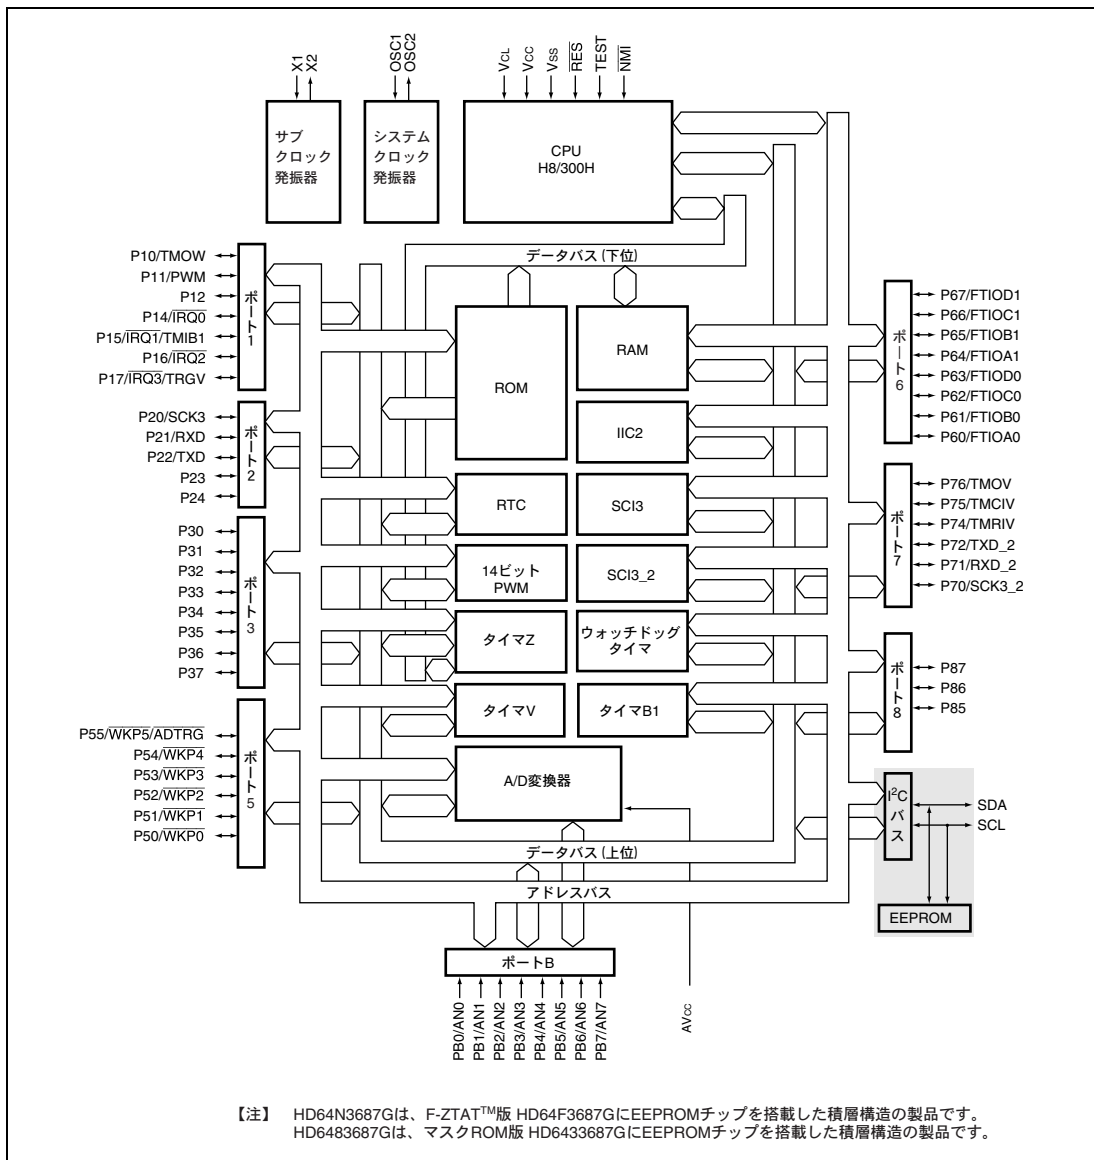 X1
X2
OSC1
OSC2
VCL
VCC
VSS
RES
TEST
NMI
サブ
クロック
発振器
システム
クロック
発振器
CPU
H8/300H
データバス (下位)
P10/TMOW
P11/PWM
P12
P14/IRQ0
P15/IRQ1/TMIB1
P16/IRQ2
P17/IRQ3/TRGV
ポート1
P20/SCK3
P21/RXD
P22/TXD
P23
P24
ポート2
P30
P31
P32
P33
P34
P35
P36
P37
ポート3
P55/WKP5/ADTRG
P54/WKP4
P53/WKP3
P52/WKP2
P51/WKP1
P50/WKP0
ポート5
ROM
RAM
IIC2
RTC
SCI3
14ビット
PWM
SCI3_2
タイマZ
ウォッチドッグ
タイマ
タイマV
タイマB1
A/D変換器
ポート6
P67/FTIOD1
P66/FTIOC1
P65/FTIOB1
P64/FTIOA1
P63/FTIOD0
P62/FTIOC0
P61/FTIOB0
P60/FTIOA0
ポート7
P76/TMOV
P75/TMCIV
P74/TMRIV
P72/TXD_2
P71/RXD_2
P70/SCK3_2
ポート8
P87
P86
P85
I²Cバス
SDA
SCL
EEPROM
データバス (上位)
アドレスバス
ポートB
PB0/AN0
PB1/AN1
PB2/AN2
PB3/AN3
PB4/AN4
PB5/AN5
PB6/AN6
PB7/AN7
AVCC
【注】 HD64N3687Gは、F-ZTAT™版 HD64F3687GにEEPROMチップを搭載した積層構造の製品です。
HD6483687Gは、マスクROM版 HD6433687GにEEPROMチップを搭載した積層構造の製品です。